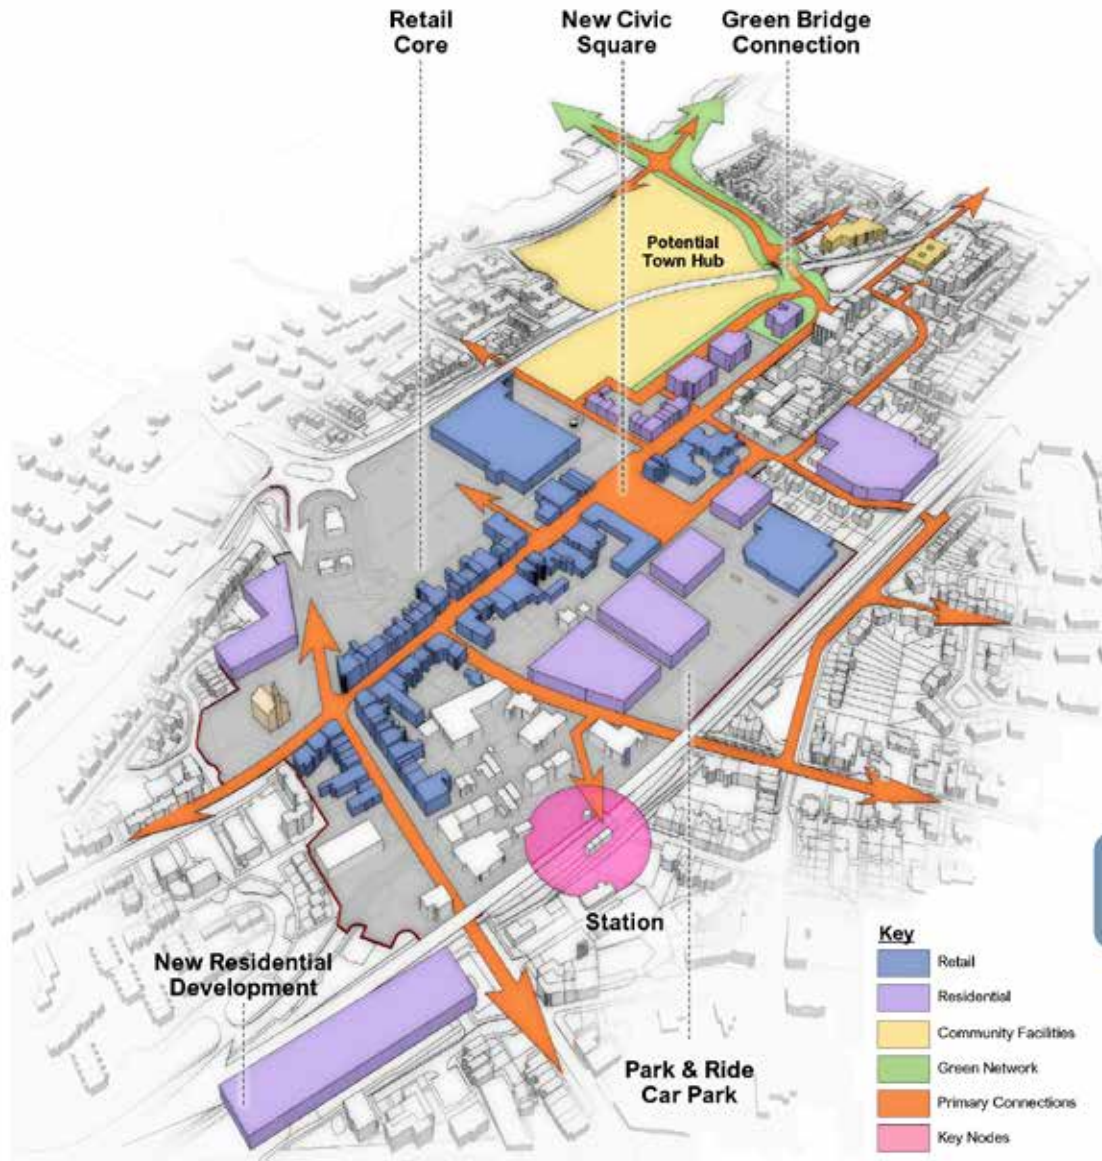 Retail
Core
New Civic
Square
Green Bridge
Connection
Potential
Town Hub
Station
New Residential
Development
Park & Ride
Car Park
Key
Retail
Residential
Community Facilities
Green Network
Primary Connections
Key Nodes